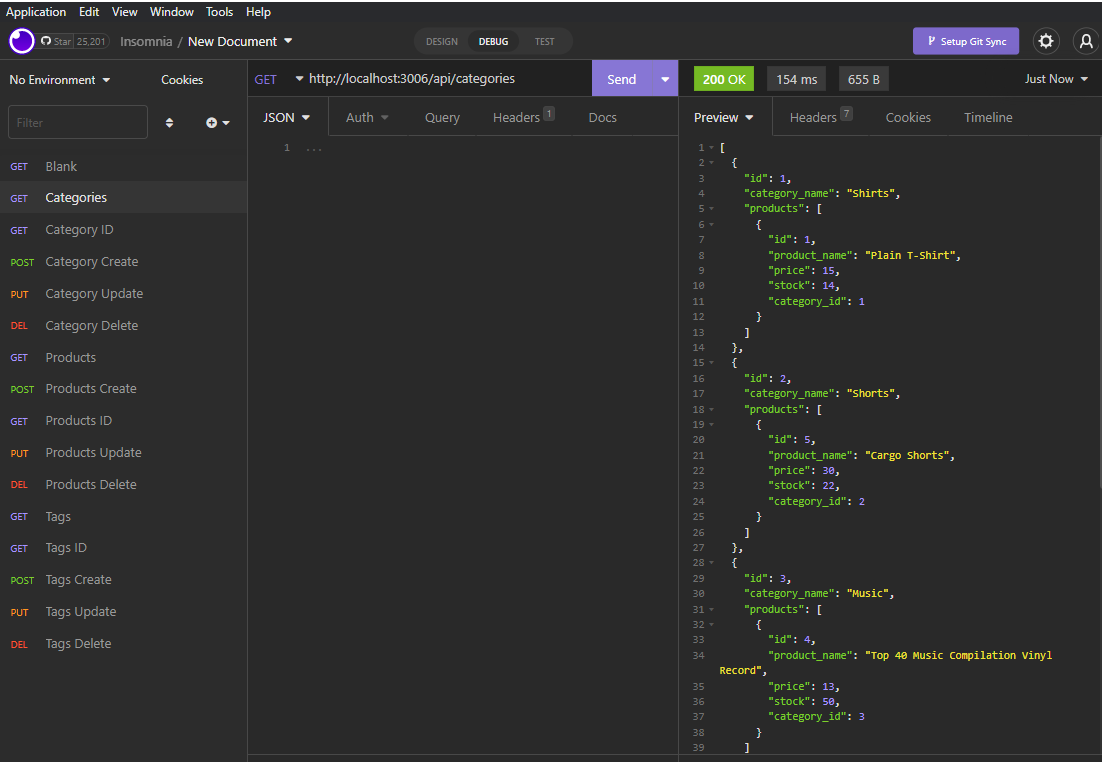 Application Edit View Window Tools Help
Star 25,201 Insomnia / New Document DESIGN DEBUG TEST Setup Git Sync
No Environment Cookies
Filter
GET Blank
GET Categories
GET Category ID
POST Category Create
PUT Category Update
DEL Category Delete
GET Products
POST Products Create
GET Products ID
PUT Products Update
DEL Products Delete
GET Tags
GET Tags ID
POST Tags Create
PUT Tags Update
DEL Tags Delete
GET http://localhost:3006/api/categories Send
JSON Auth Query Headers 1 Docs
1 ...
200 OK 154 ms 655 B Just Now
Preview Headers 7 Cookies Timeline
1 [
2 {
3 "id": 1,
4 "category_name": "Shirts",
5 "products": [
6 {
7 "id": 1,
8 "product_name": "Plain T-Shirt",
9 "price": 15,
10 "stock": 14,
11 "category_id": 1
12 }
13 ]
14 },
15 {
16 "id": 2,
17 "category_name": "Shorts",
18 "products": [
19 {
20 "id": 5,
21 "product_name": "Cargo Shorts",
22 "price": 30,
23 "stock": 22,
24 "category_id": 2
25 }
26 ]
27 },
28 {
29 "id": 3,
30 "category_name": "Music",
31 "products": [
32 {
33 "id": 4,
34 "product_name": "Top 40 Music Compilation Vinyl
Record",
35 "price": 13,
36 "stock": 50,
37 "category_id": 3
38 }
39 ]